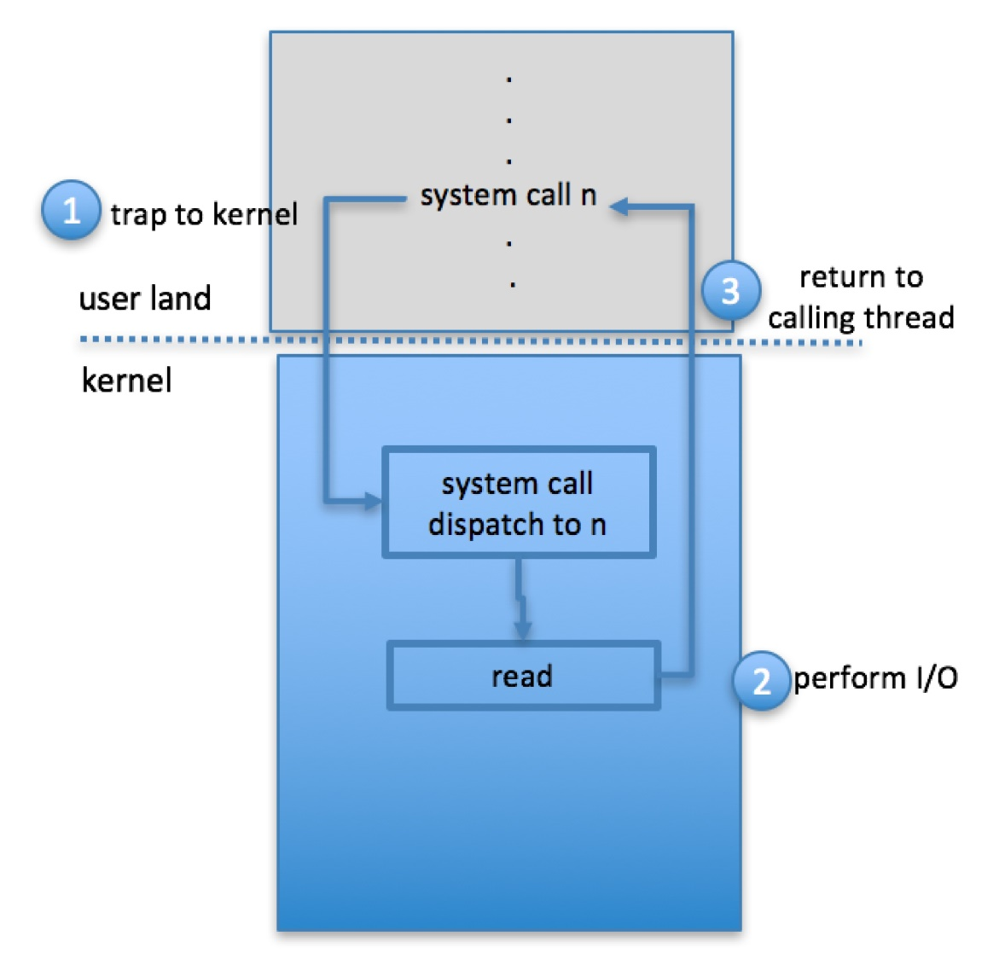 .
.
.
system call n
1 trap to kernel
.
.
user land
3
return to
calling thread
kernel
system call
dispatch to n
read
2 perform I/O